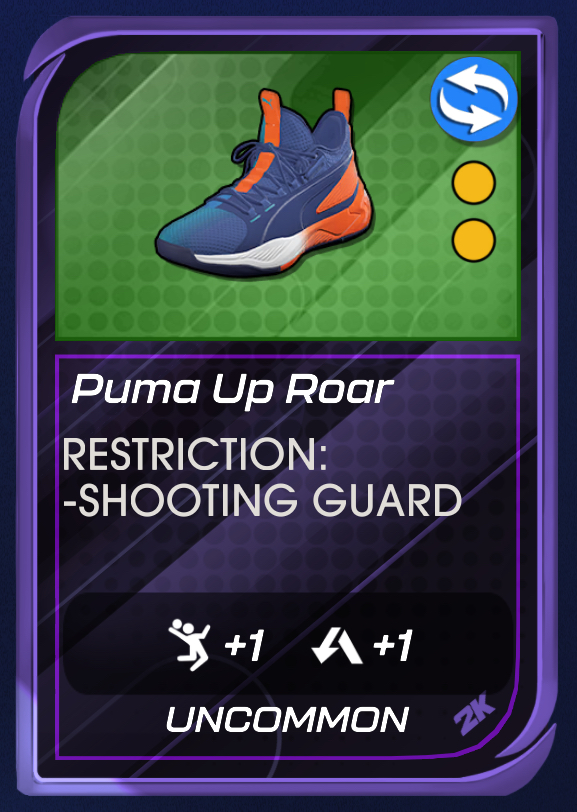 Puma Up Roar
RESTRICTION:
-SHOOTING GUARD
+1 +1
UNCOMMON
2K